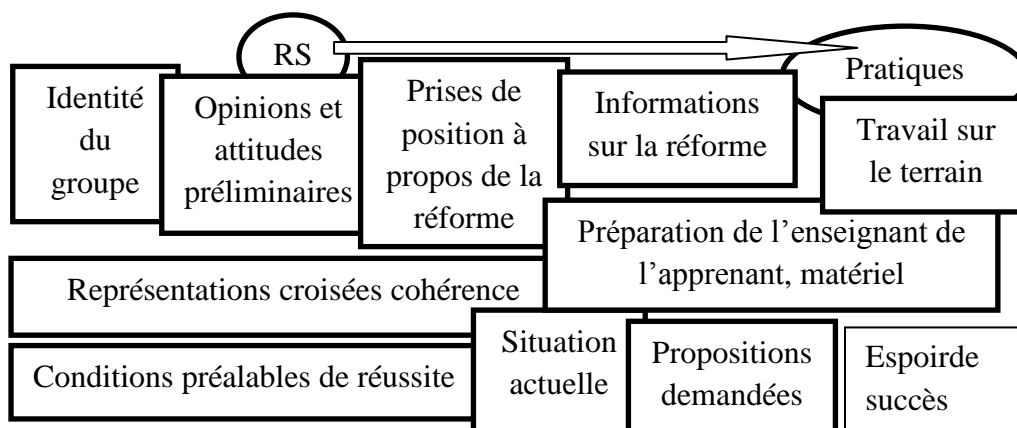 RS
Pratiques
Identité
du
groupe
Opinions et
attitudes
préliminaires
Prises de
position à
propos de la
réforme
Informations
sur la réforme
Travail sur
le terrain
Préparation de l’enseignant de
l’apprenant, matériel
Représentations croisées cohérence
Conditions préalables de réussite
Situation
actuelle
Propositions
demandées
Espoirde
succès